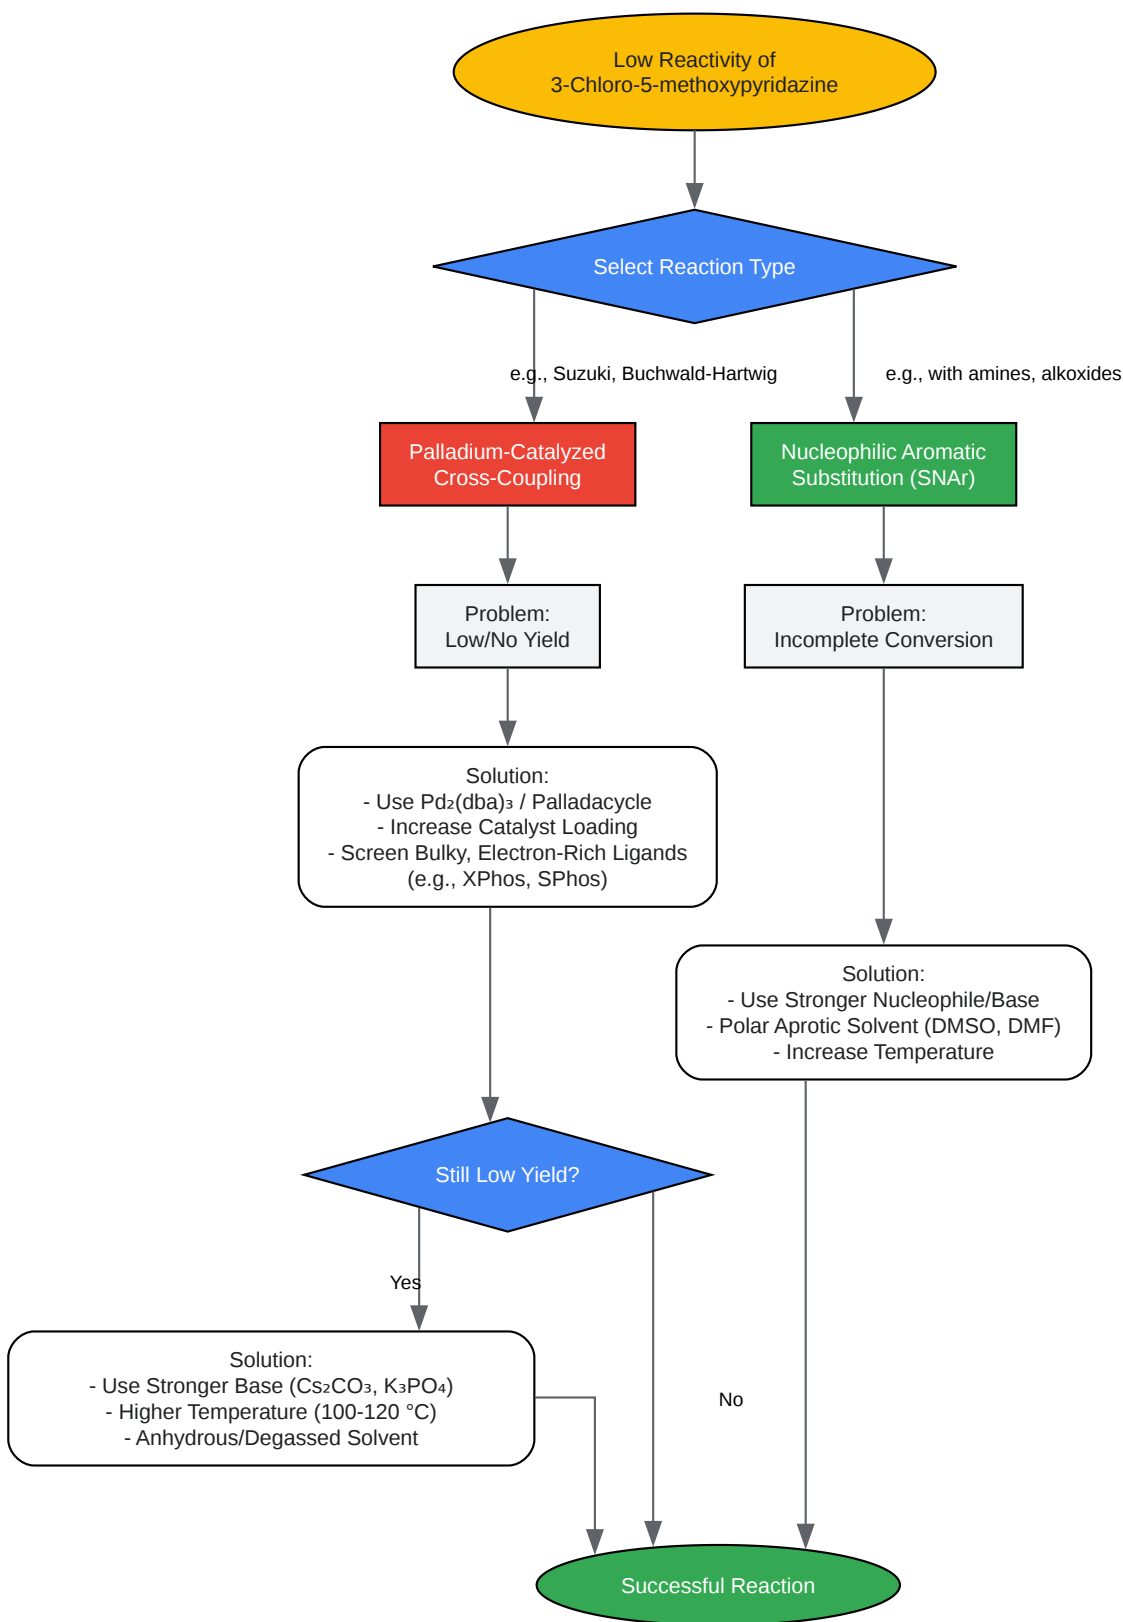 Low Reactivity of
3-Chloro-5-methoxypyridazine
Select Reaction Type
e.g., Suzuki, Buchwald-Hartwig
e.g., with amines, alkoxides
Palladium-Catalyzed
Cross-Coupling
Nucleophilic Aromatic
Substitution (SNAr)
Problem:
Low/No Yield
Problem:
Incomplete Conversion
Solution:
- Use Pd₂(dba)₃ / Palladacycle
- Increase Catalyst Loading
- Screen Bulky, Electron-Rich Ligands
(e.g., XPhos, SPhos)
Solution:
- Use Stronger Nucleophile/Base
- Polar Aprotic Solvent (DMSO, DMF)
- Increase Temperature
Still Low Yield?
Yes
Solution:
- Use Stronger Base (Cs₂CO₃, K₃PO₄)
- Higher Temperature (100-120 °C)
- Anhydrous/Degassed Solvent
No
Successful Reaction